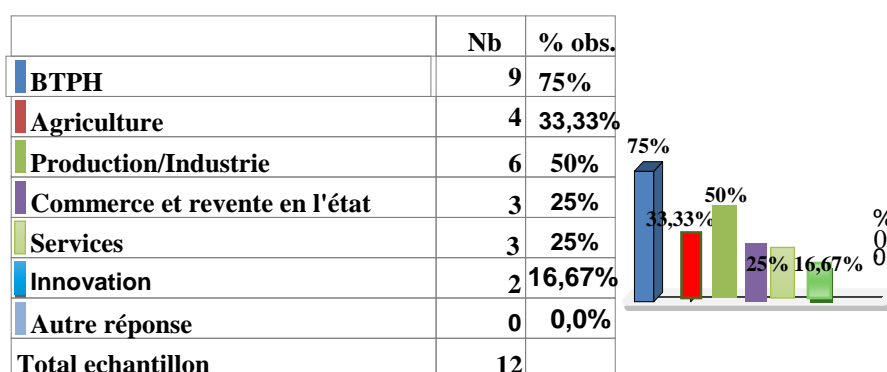 Nb % obs.
BTPH 9 75%
Agriculture 4 33,33%
Production/Industrie 6 50%
Commerce et revente en l'état 3 25%
Services 3 25%
Innovation 2 16,67%
Autre réponse 0 0,0%
Total echantillon 12
75%
33,33%
50%
25%
16,67%